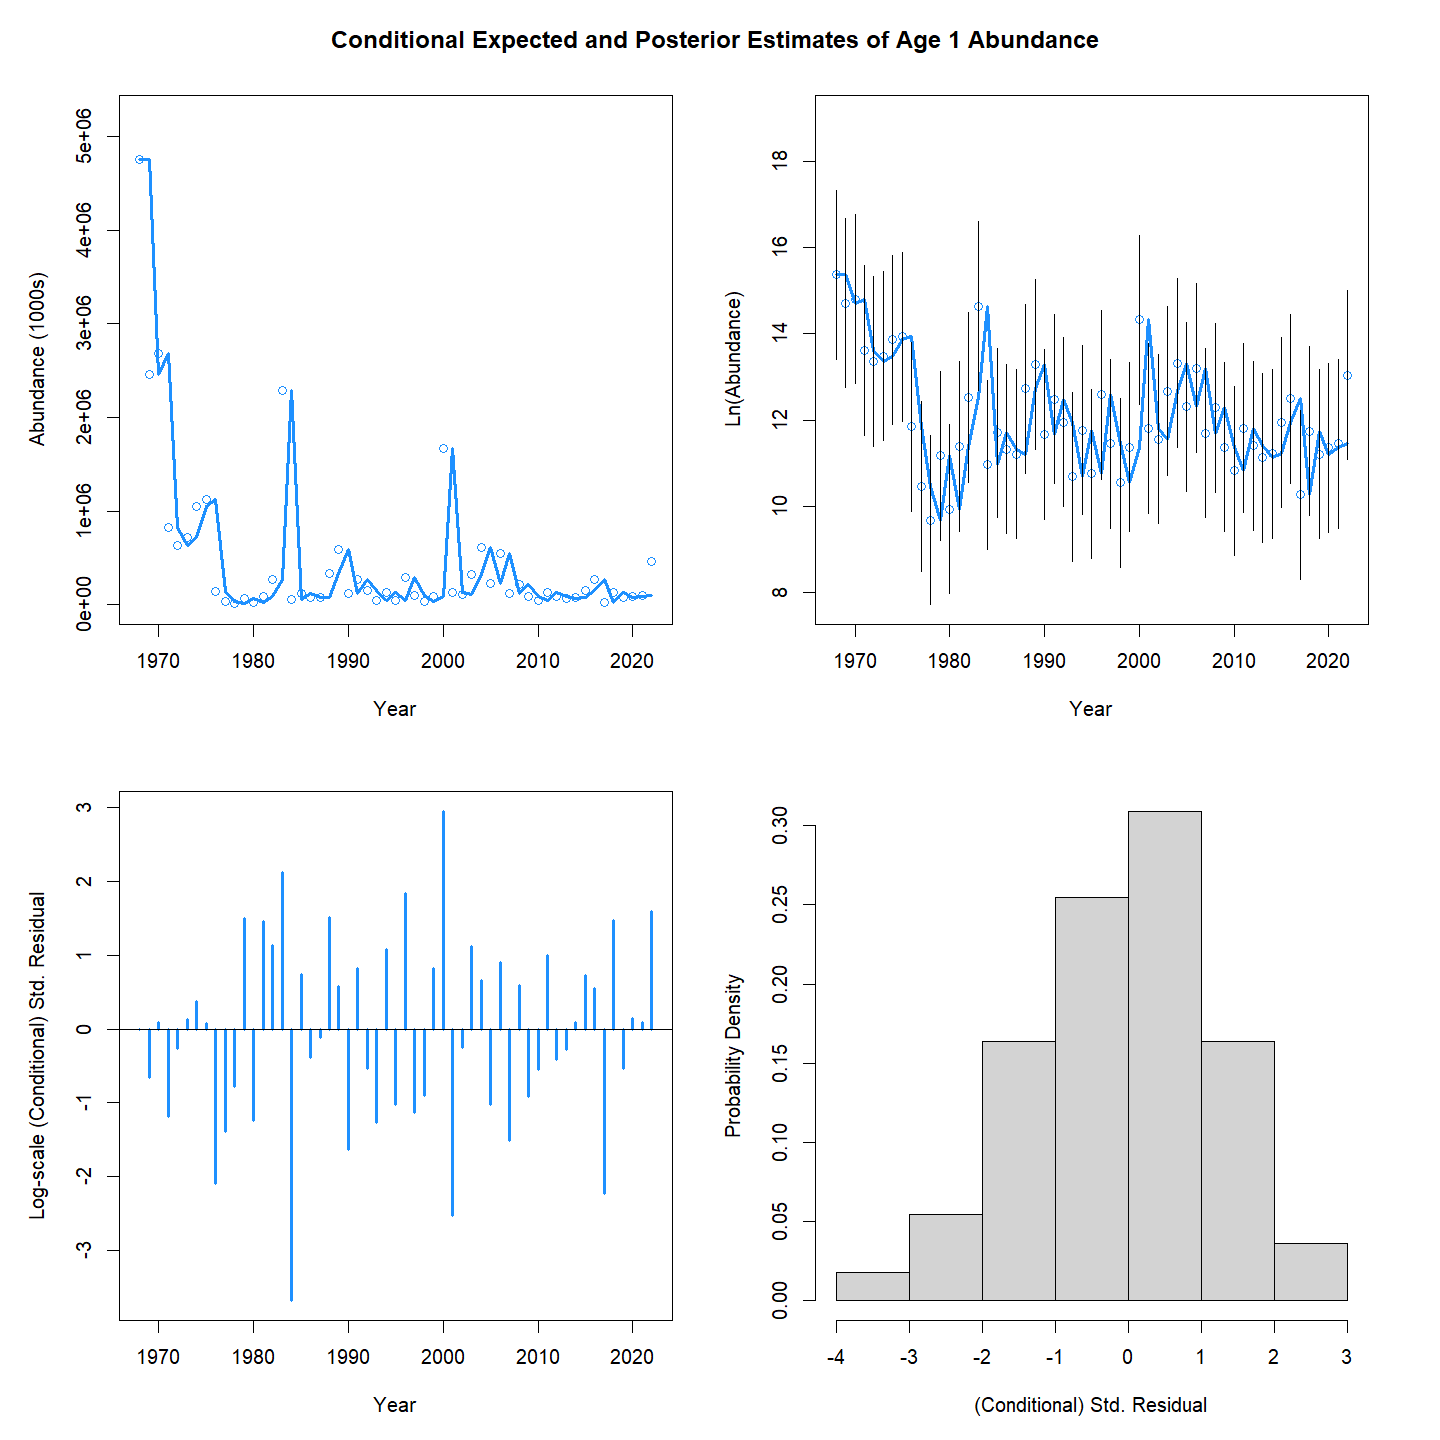 Conditional Expected and Posterior Estimates of Age 1 Abundance
Abundance (1000s)
0e+00 1e+06 2e+06 3e+06 4e+06 5e+06
1970 1980 1990 2000 2010 2020
Year
Ln(Abundance)
8 10 12 14 16 18
1970 1980 1990 2000 2010 2020
Year
Log-scale (Conditional) Std. Residual
-3 -2 -1 0 1 2 3
1970 1980 1990 2000 2010 2020
Year
Probability Density
0.00 0.05 0.10 0.15 0.20 0.25 0.30
-4 -3 -2 -1 0 1 2 3
(Conditional) Std. Residual